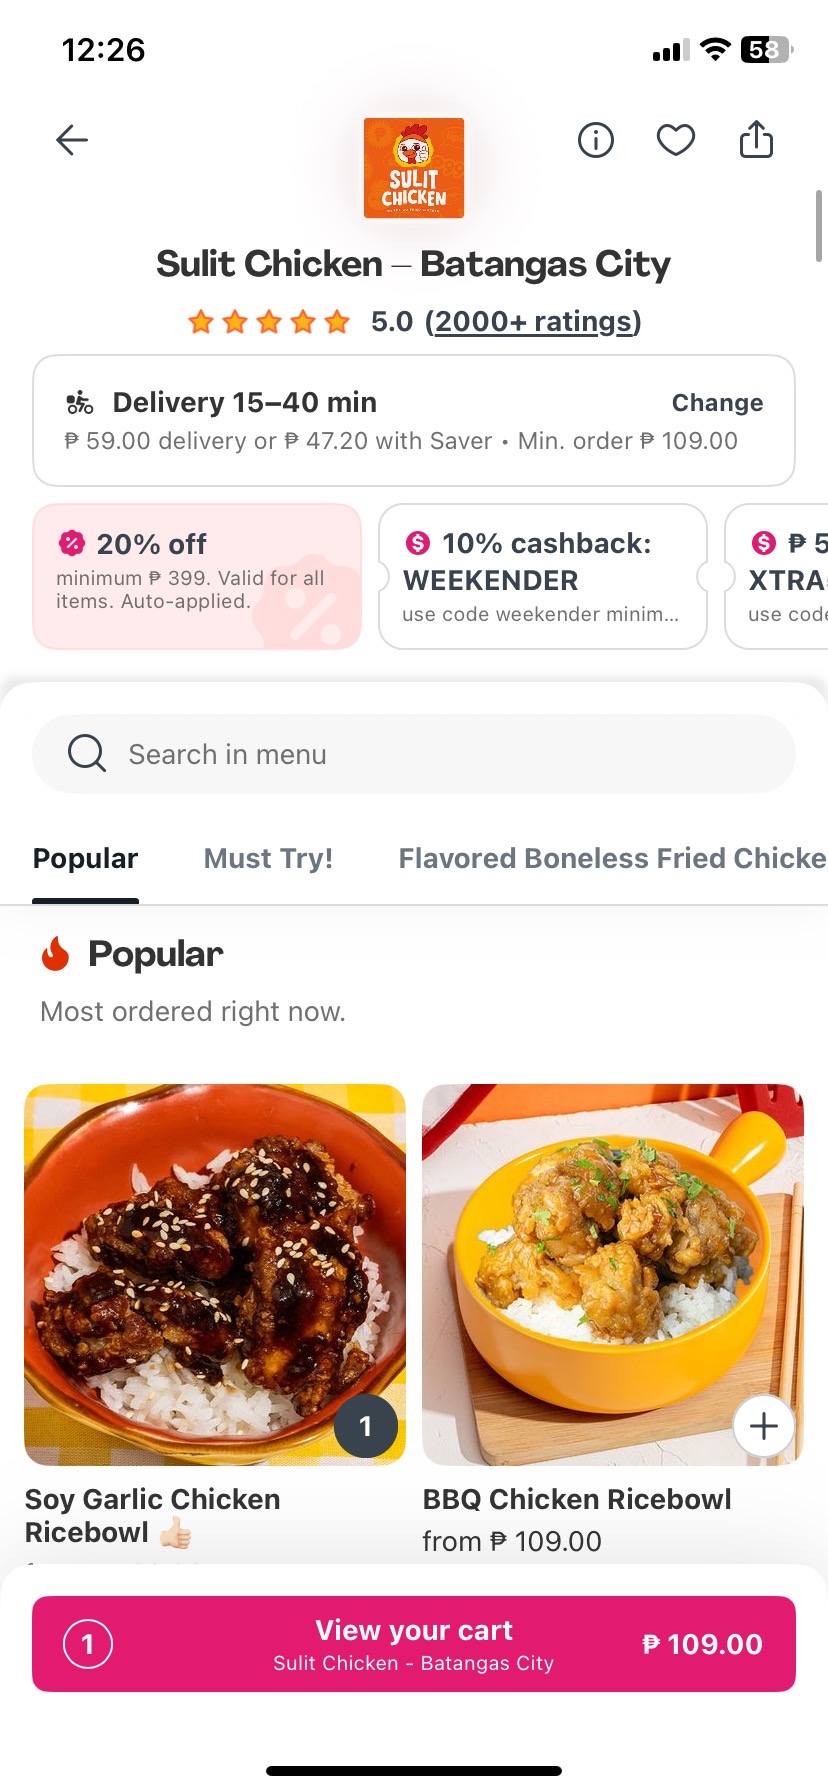 12:26
58
SULIT
CHICKEN
Sulit Chicken – Batangas City
5.0 (2000+ ratings)
Delivery 15–40 min
Change
₱ 59.00 delivery or ₱ 47.20 with Saver • Min. order ₱ 109.00
20% off
minimum ₱ 399. Valid for all
items. Auto-applied.
10% cashback:
WEEKENDER
use code weekender minim...
₱ 5
XTRA
use code
Search in menu
Popular
Must Try!
Flavored Boneless Fried Chicke
Popular
Most ordered right now.
1
Soy Garlic Chicken
Ricebowl 👍🏻
BBQ Chicken Ricebowl
from ₱ 109.00
1
View your cart
Sulit Chicken - Batangas City
₱ 109.00